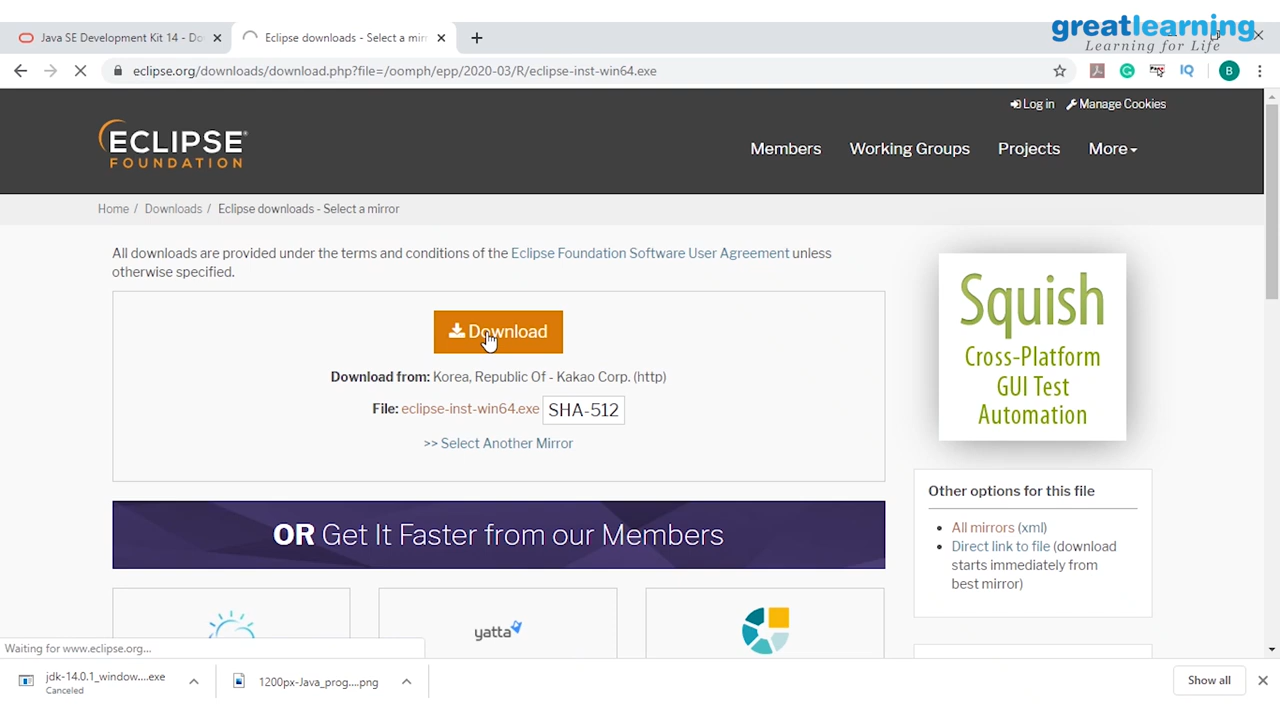 greatlearning
Learning for Life
Java SE Development Kit 14 - Do
Eclipse downloads - Select a mirr
eclipse.org/downloads/download.php?file=/oomph/epp/2020-03/R/eclipse-inst-win64.exe
IQ
B
Log in
Manage Cookies
ECLIPSE
FOUNDATION
Members
Working Groups
Projects
More
Home / Downloads / Eclipse downloads - Select a mirror
All downloads are provided under the terms and conditions of the Eclipse Foundation Software User Agreement unless
otherwise specified.
Download
Download from: Korea, Republic Of - Kakao Corp. (http)
File: eclipse-inst-win64.exe SHA-512
>> Select Another Mirror
OR Get It Faster from our Members
yatta
Squish
Cross-Platform
GUI Test
Automation
Other options for this file
All mirrors (xml)
Direct link to file (download
starts immediately from
best mirror)
Waiting for www.eclipse.org...
jdk-14.0.1_window....exe
Canceled
1200px-Java_prog....png
Show all